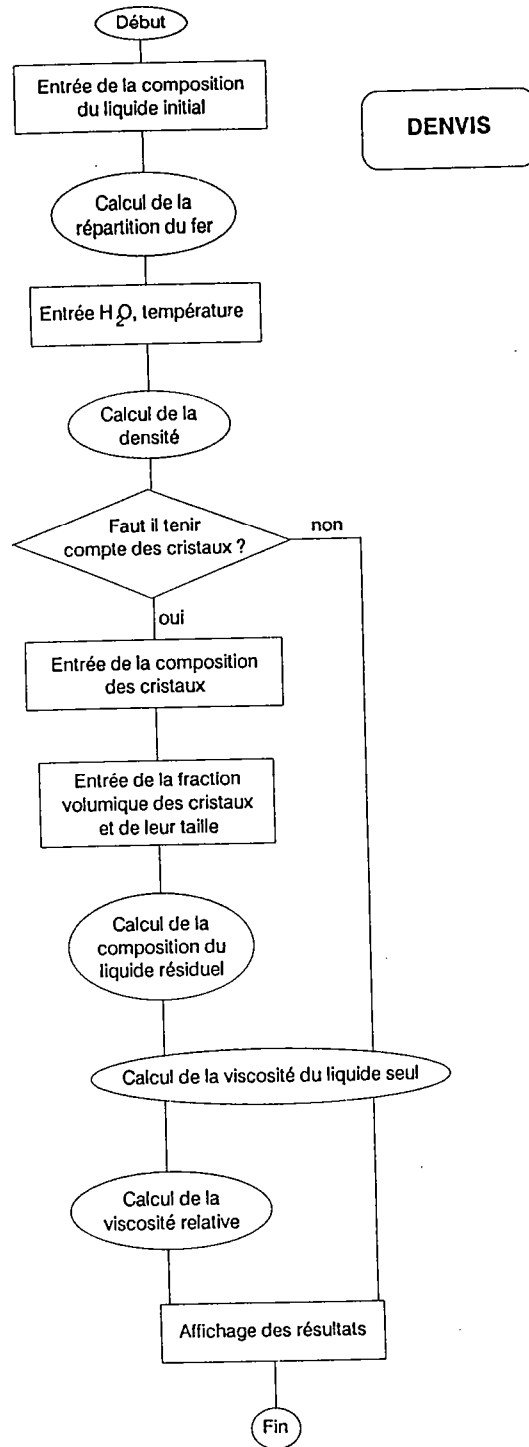 Début
Entrée de la composition
du liquide initial
DENVIS
Calcul de la
répartition du fer
Entrée H2O, température
Calcul de la
densité
Faut il tenir
compte des cristaux ?
non
oui
Entrée de la composition
des cristaux
Entrée de la fraction
volumique des cristaux
et de leur taille
Calcul de la
composition du
liquide résiduel
Calcul de la viscosité du liquide seul
Calcul de la
viscosité relative
Affichage des résultats
Fin